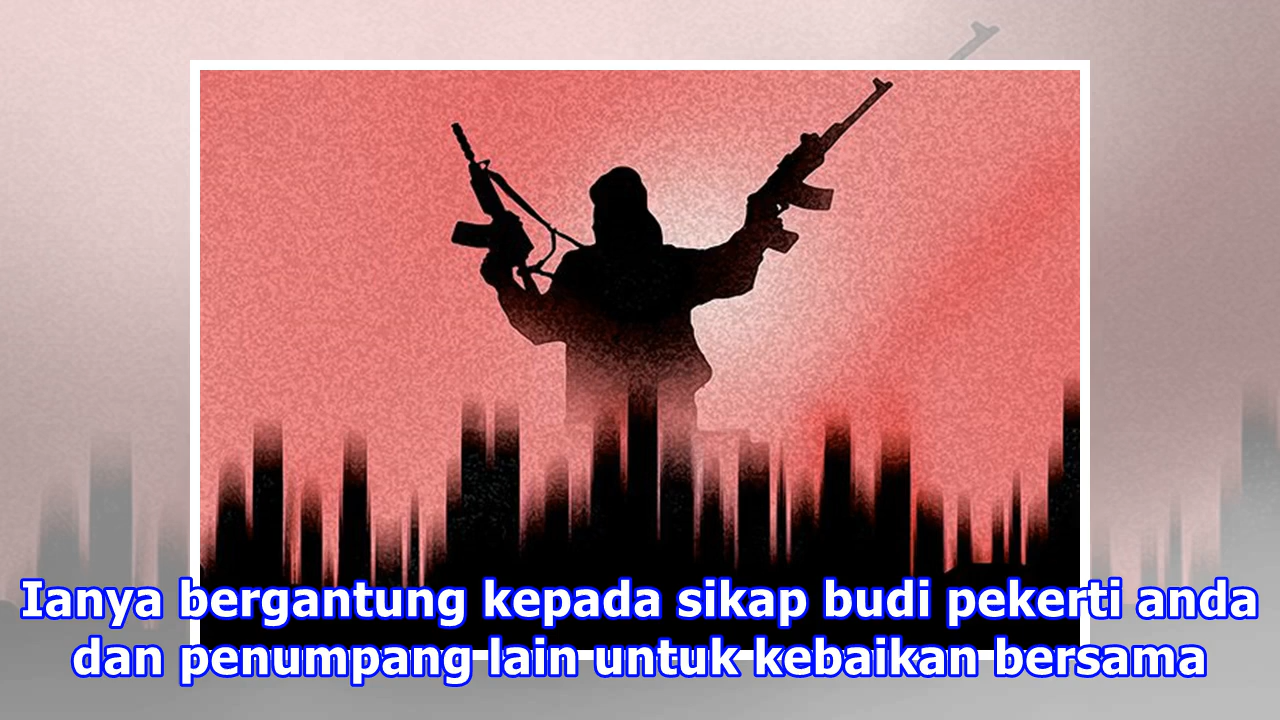 Ianya bergantung kepada sikap budi pekerti anda
dan penumpang lain untuk kebaikan bersama